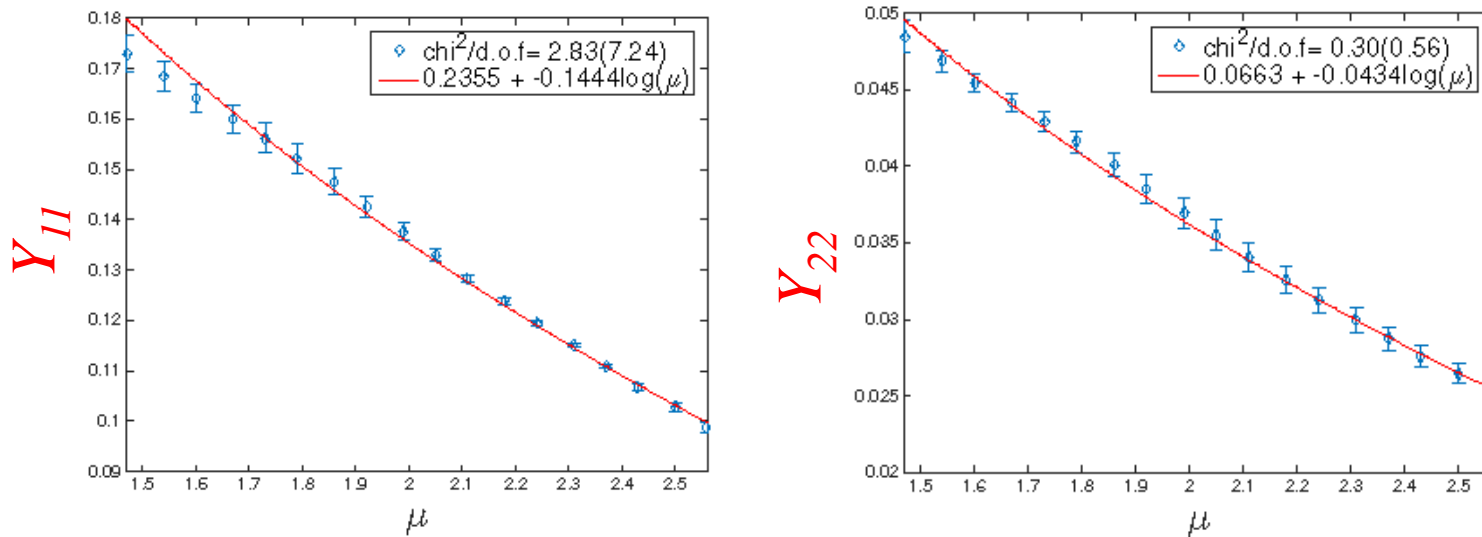 0.18
0.17
0.16
0.15
0.14
0.13
0.12
0.11
0.1
0.09
Y₁₁
chi²/d.o.f= 2.83(7.24)
0.2355 + -0.1444log(μ)
1.5 1.6 1.7 1.8 1.9 2 2.1 2.2 2.3 2.4 2.5
μ
0.05
0.045
0.04
0.035
0.03
0.025
0.02
Y₂₂
chi²/d.o.f= 0.30(0.56)
0.0663 + -0.0434log(μ)
1.5 1.6 1.7 1.8 1.9 2 2.1 2.2 2.3 2.4 2.5
μ